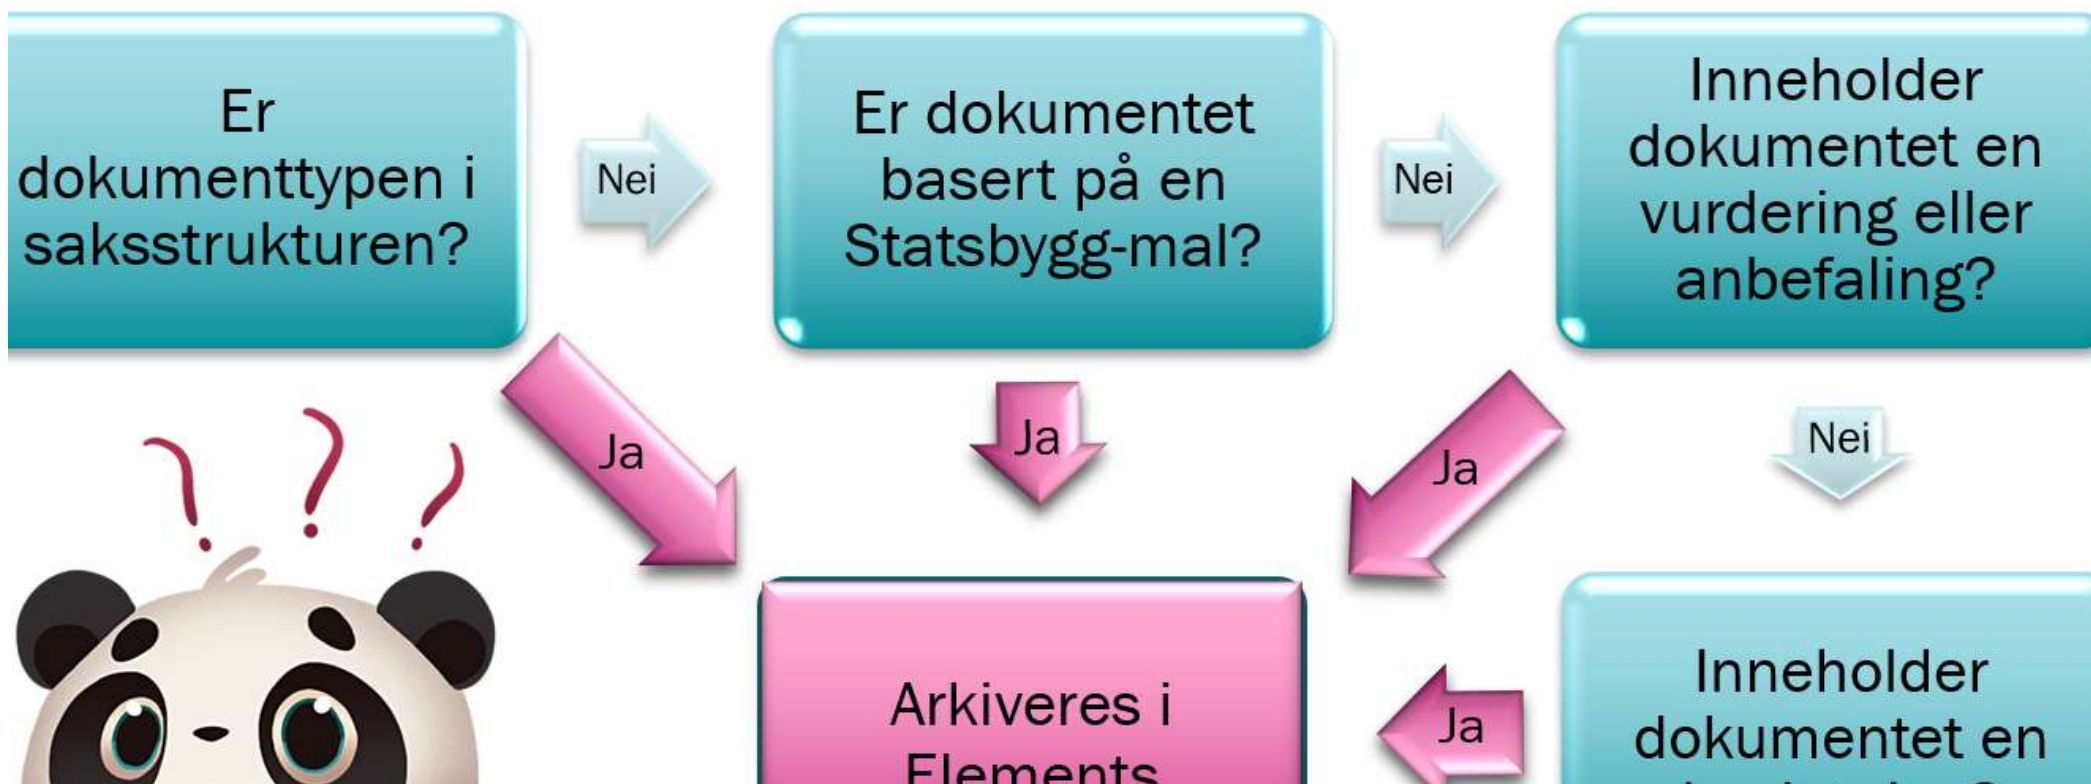 Er
dokumenttypen i
saksstrukturen?
Nei
Er dokumentet
basert på en
Statsbygg-mal?
Nei
Inneholder
dokumentet en
vurdering eller
anbefaling?
Ja
Ja
Ja
Nei
Arkiveres i
Elements
Ja
Inneholder
dokumentet en